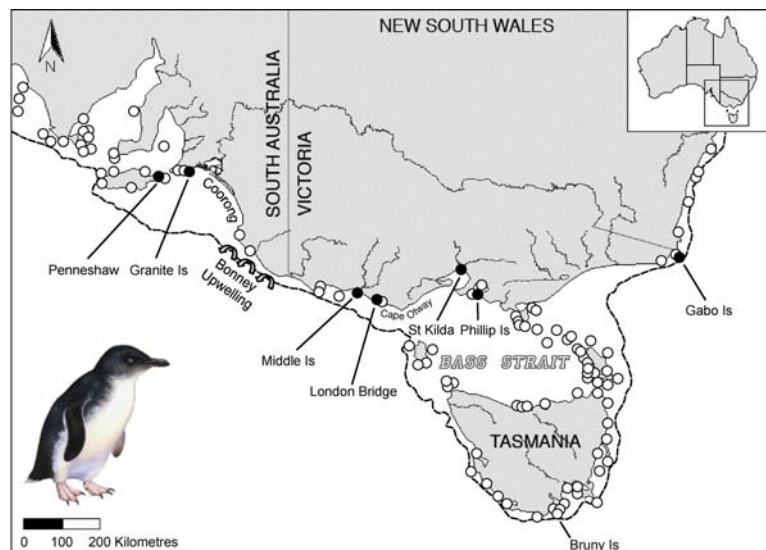 NEW SOUTH WALES
N
SOUTH AUSTRALIA
VICTORIA
Coorong
Penneshaw
Granite Is
Bonney
Upwelling
Cape Otway
St Kilda
Phillip Is
Gabo Is
Middle Is
London Bridge
BASS STRAIT
TASMANIA
Bruny Is
0 100 200 Kilometres